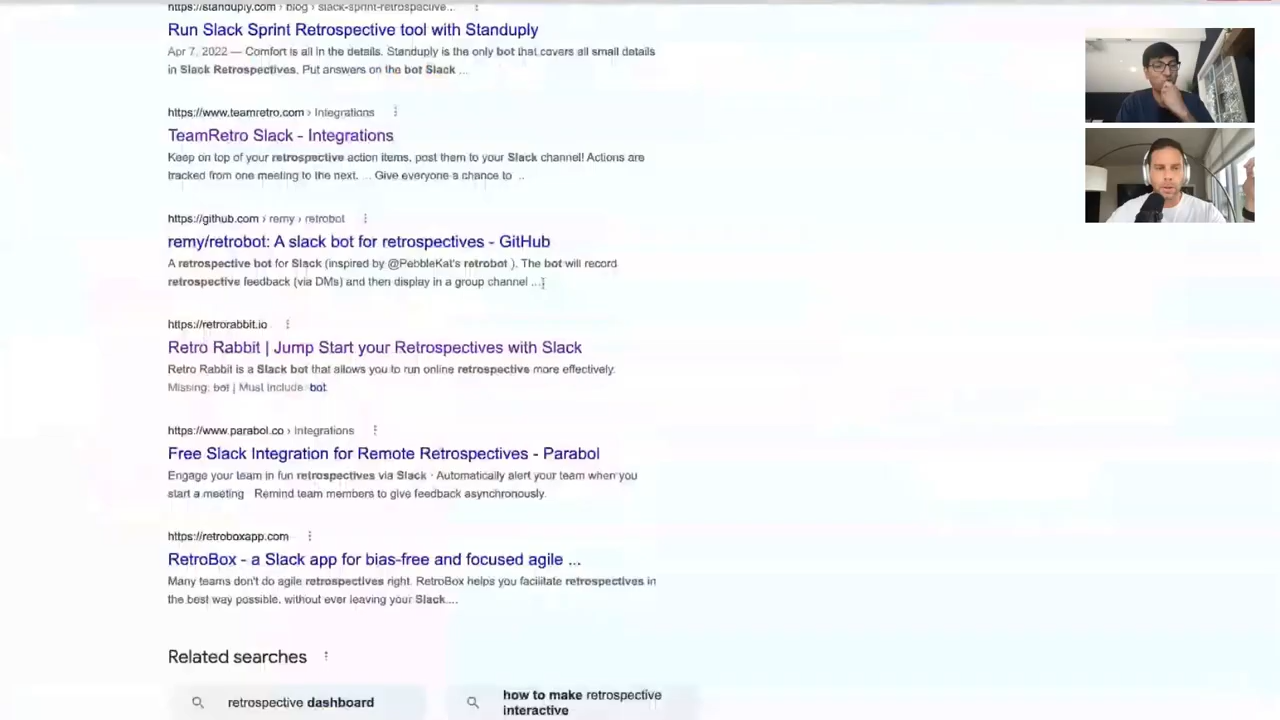 https://standuply.com › blog › slack-sprint-retrospective...
Run Slack Sprint Retrospective tool with Standuply
Apr 7, 2022 — Comfort is all in the details. Standuply is the only bot that covers all small details
in Slack Retrospectives. Put answers on the bot Slack ...
https://www.teamretro.com › Integrations
TeamRetro Slack - Integrations
Keep on top of your retrospective action items, post them to your Slack channel! Actions are
tracked from one meeting to the next. ... Give everyone a chance to ...
https://github.com › remy › retrobot
remy/retrobot: A slack bot for retrospectives - GitHub
A retrospective bot for Slack (inspired by @PebbleKat's retrobot ). The bot will record
retrospective feedback (via DMs) and then display in a group channel ...
https://retrorabbit.io
Retro Rabbit | Jump Start your Retrospectives with Slack
Retro Rabbit is a Slack bot that allows you to run online retrospective more effectively.
Missing: bot | Must include: bot
https://www.parabol.co › Integrations
Free Slack Integration for Remote Retrospectives - Parabol
Engage your team in fun retrospectives via Slack · Automatically alert your team when you
start a meeting Remind team members to give feedback asynchronously.
https://retroboxapp.com
RetroBox - a Slack app for bias-free and focused agile ...
Many teams don't do agile retrospectives right. RetroBox helps you facilitate retrospectives in
the best way possible, without ever leaving your Slack....
Related searches
retrospective dashboard
how to make retrospective
interactive